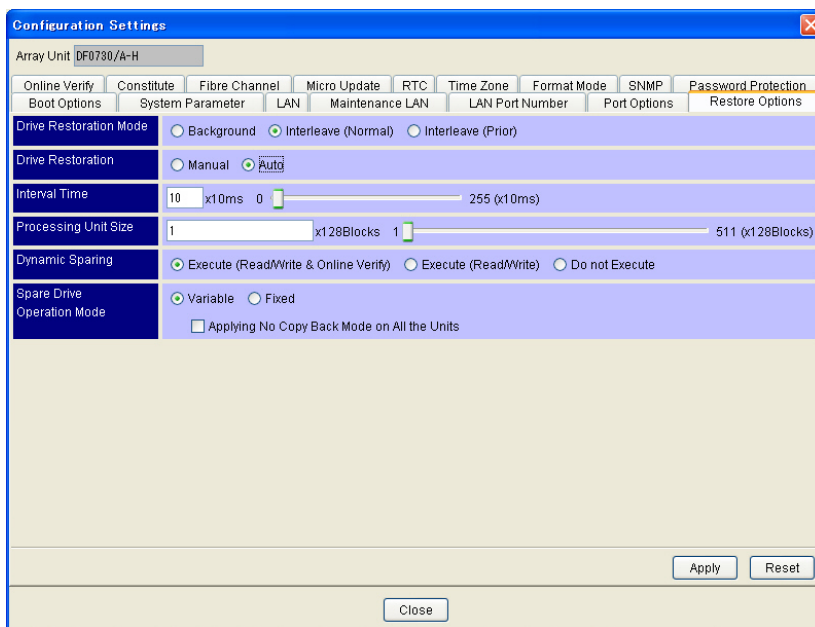 Configuration Settings
Array Unit DF0730/A-H
Online Verify Constitute Fibre Channel Micro Update RTC Time Zone Format Mode SNMP Password Protection
Boot Options System Parameter LAN Maintenance LAN LAN Port Number Port Options Restore Options
Drive Restoration Mode Background Interleave (Normal) Interleave (Prior)
Drive Restoration Manual Auto
Interval Time 10 x10ms 0 255 (x10ms)
Processing Unit Size 1 x128Blocks 1 511 (x128Blocks)
Dynamic Sparing Execute (Read/Write & Online Verify) Execute (Read/Write) Do not Execute
Spare Drive
Operation Mode
Variable Fixed
Applying No Copy Back Mode on All the Units
Apply Reset
Close